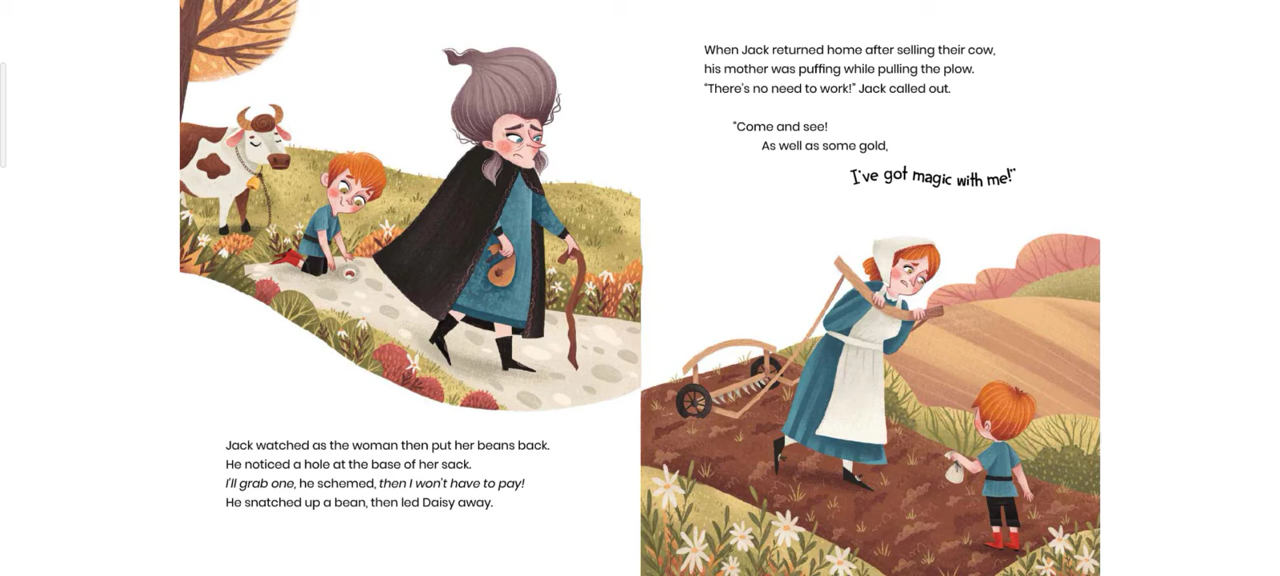 Jack watched as the woman then put her beans back.
He noticed a hole at the base of her sack.
I'll grab one, he schemed, then I won't have to pay!
He snatched up a bean, then led Daisy away.
When Jack returned home after selling their cow,
his mother was puffing while pulling the plow.
"There's no need to work!" Jack called out.
"Come and see!
As well as some gold,
I've got magic with me!"